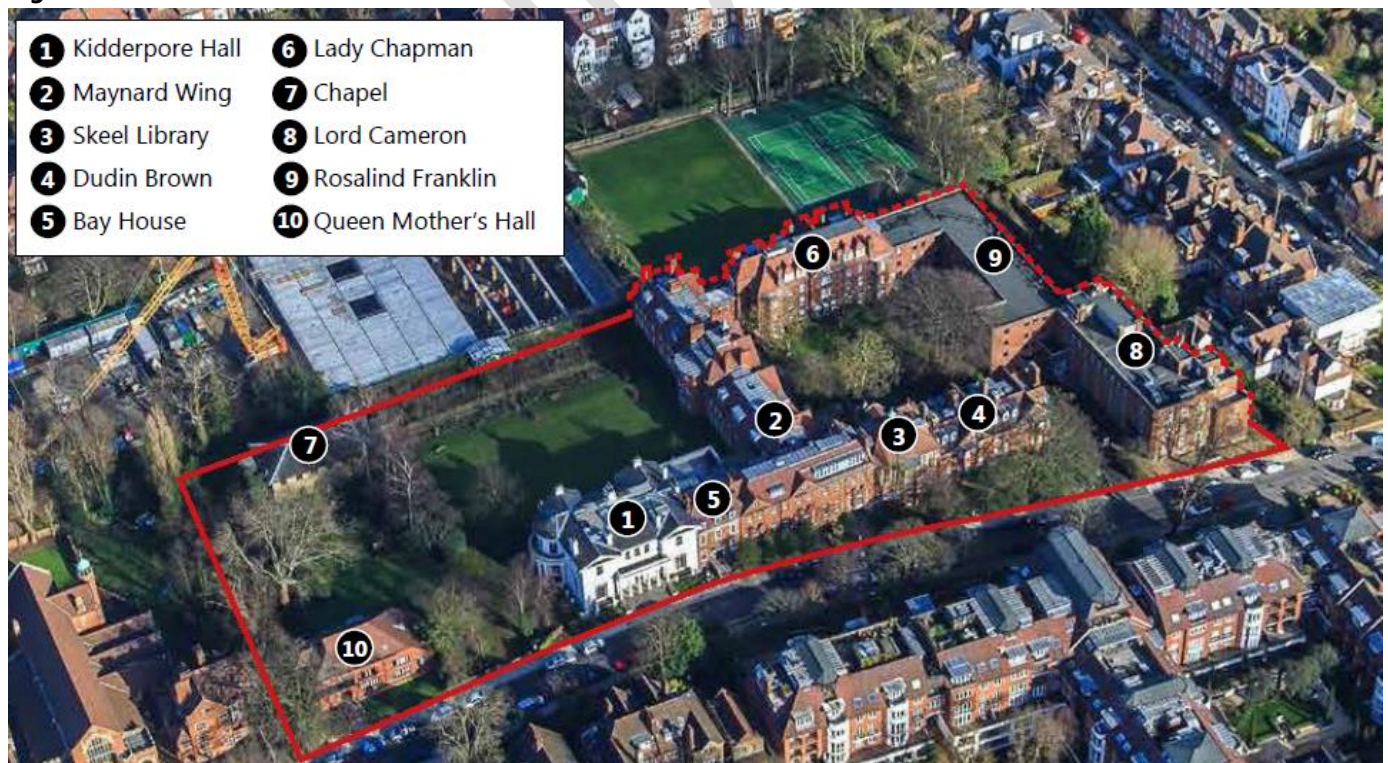 1 Kidderpore Hall
2 Maynard Wing
3 Skeel Library
4 Dudin Brown
5 Bay House
6 Lady Chapman
7 Chapel
8 Lord Cameron
9 Rosalind Franklin
10 Queen Mother's Hall
6
9
8
7
2
3
4
5
1
10